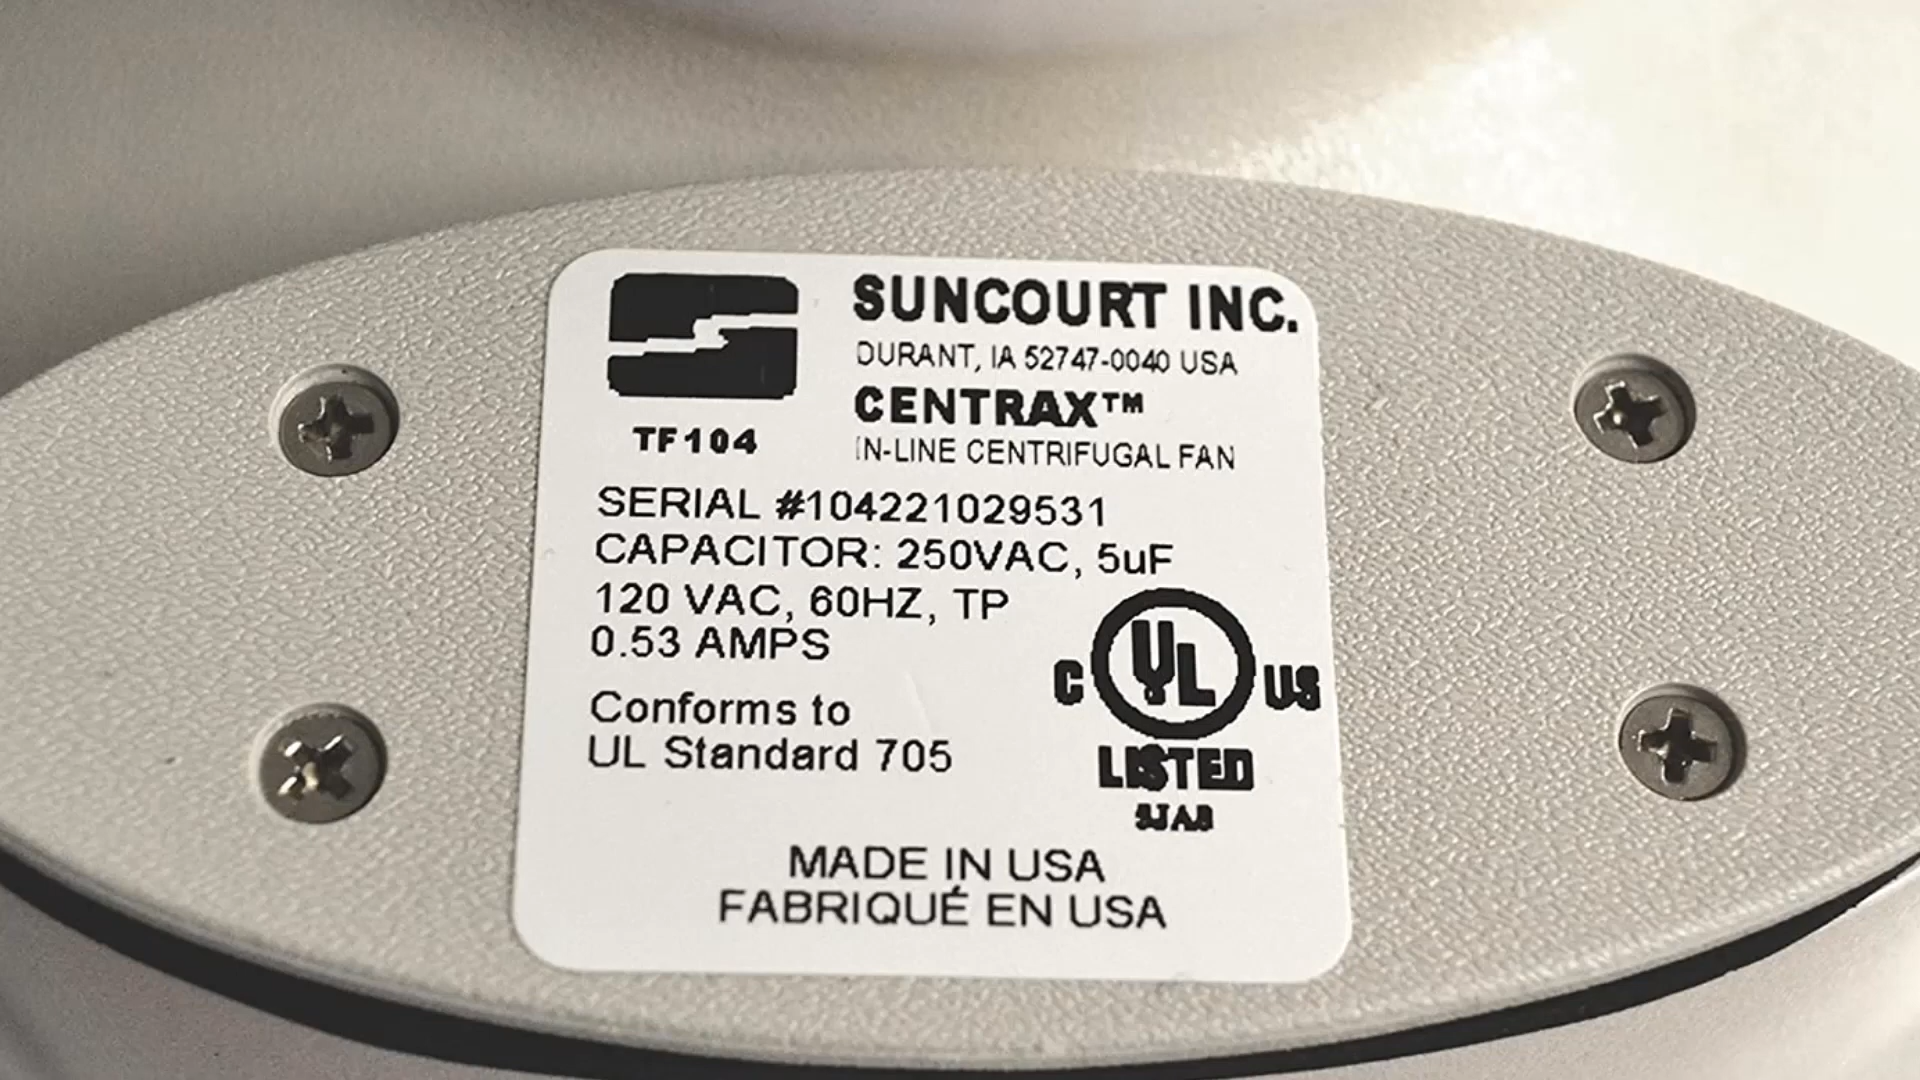 SUNCOURT INC.
DURANT, IA 52747-0040 USA
CENTRAX™
IN-LINE CENTRIFUGAL FAN
TF104
SERIAL #104221029531
CAPACITOR: 250VAC, 5uF
120 VAC, 60HZ, TP
0.53 AMPS
Conforms to
UL Standard 705
C UL US
LISTED
MADE IN USA
FABRIQUÉ EN USA